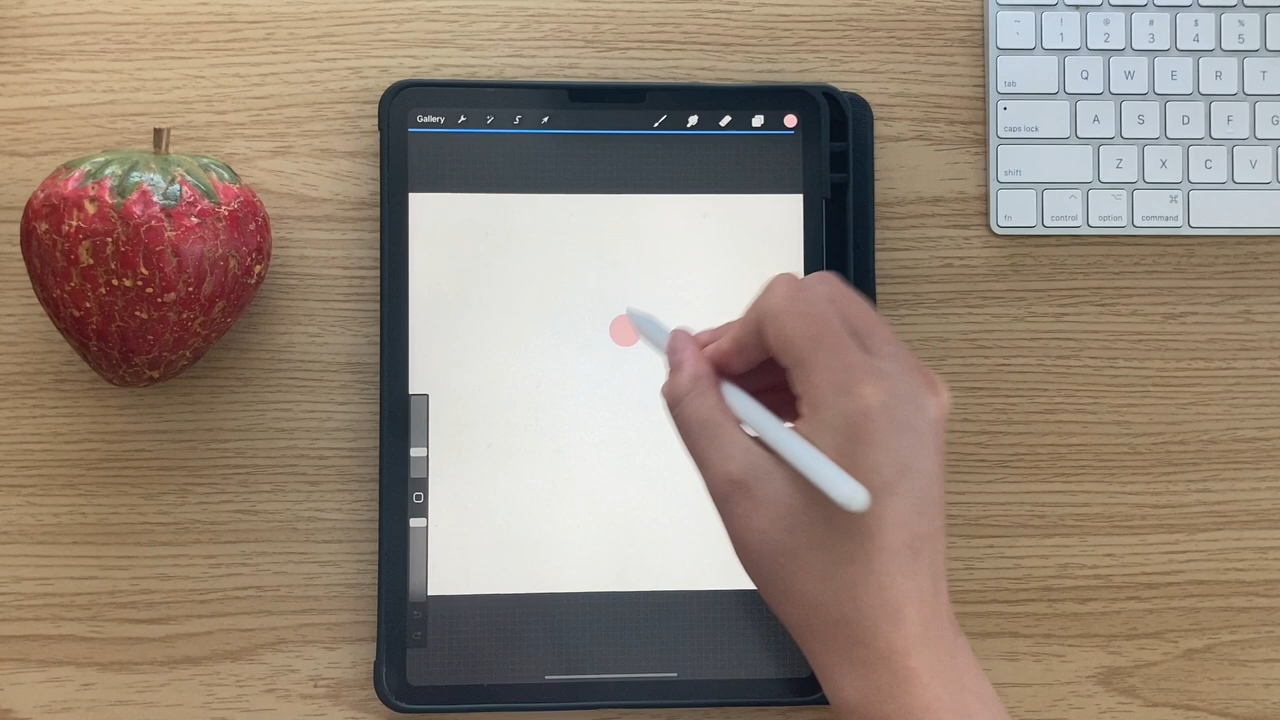 Gallery
~ `
! 1
@ 2
# 3
$ 4
% 5
tab Q W E R T
caps lock A S D F G
shift Z X C V
fn control option command